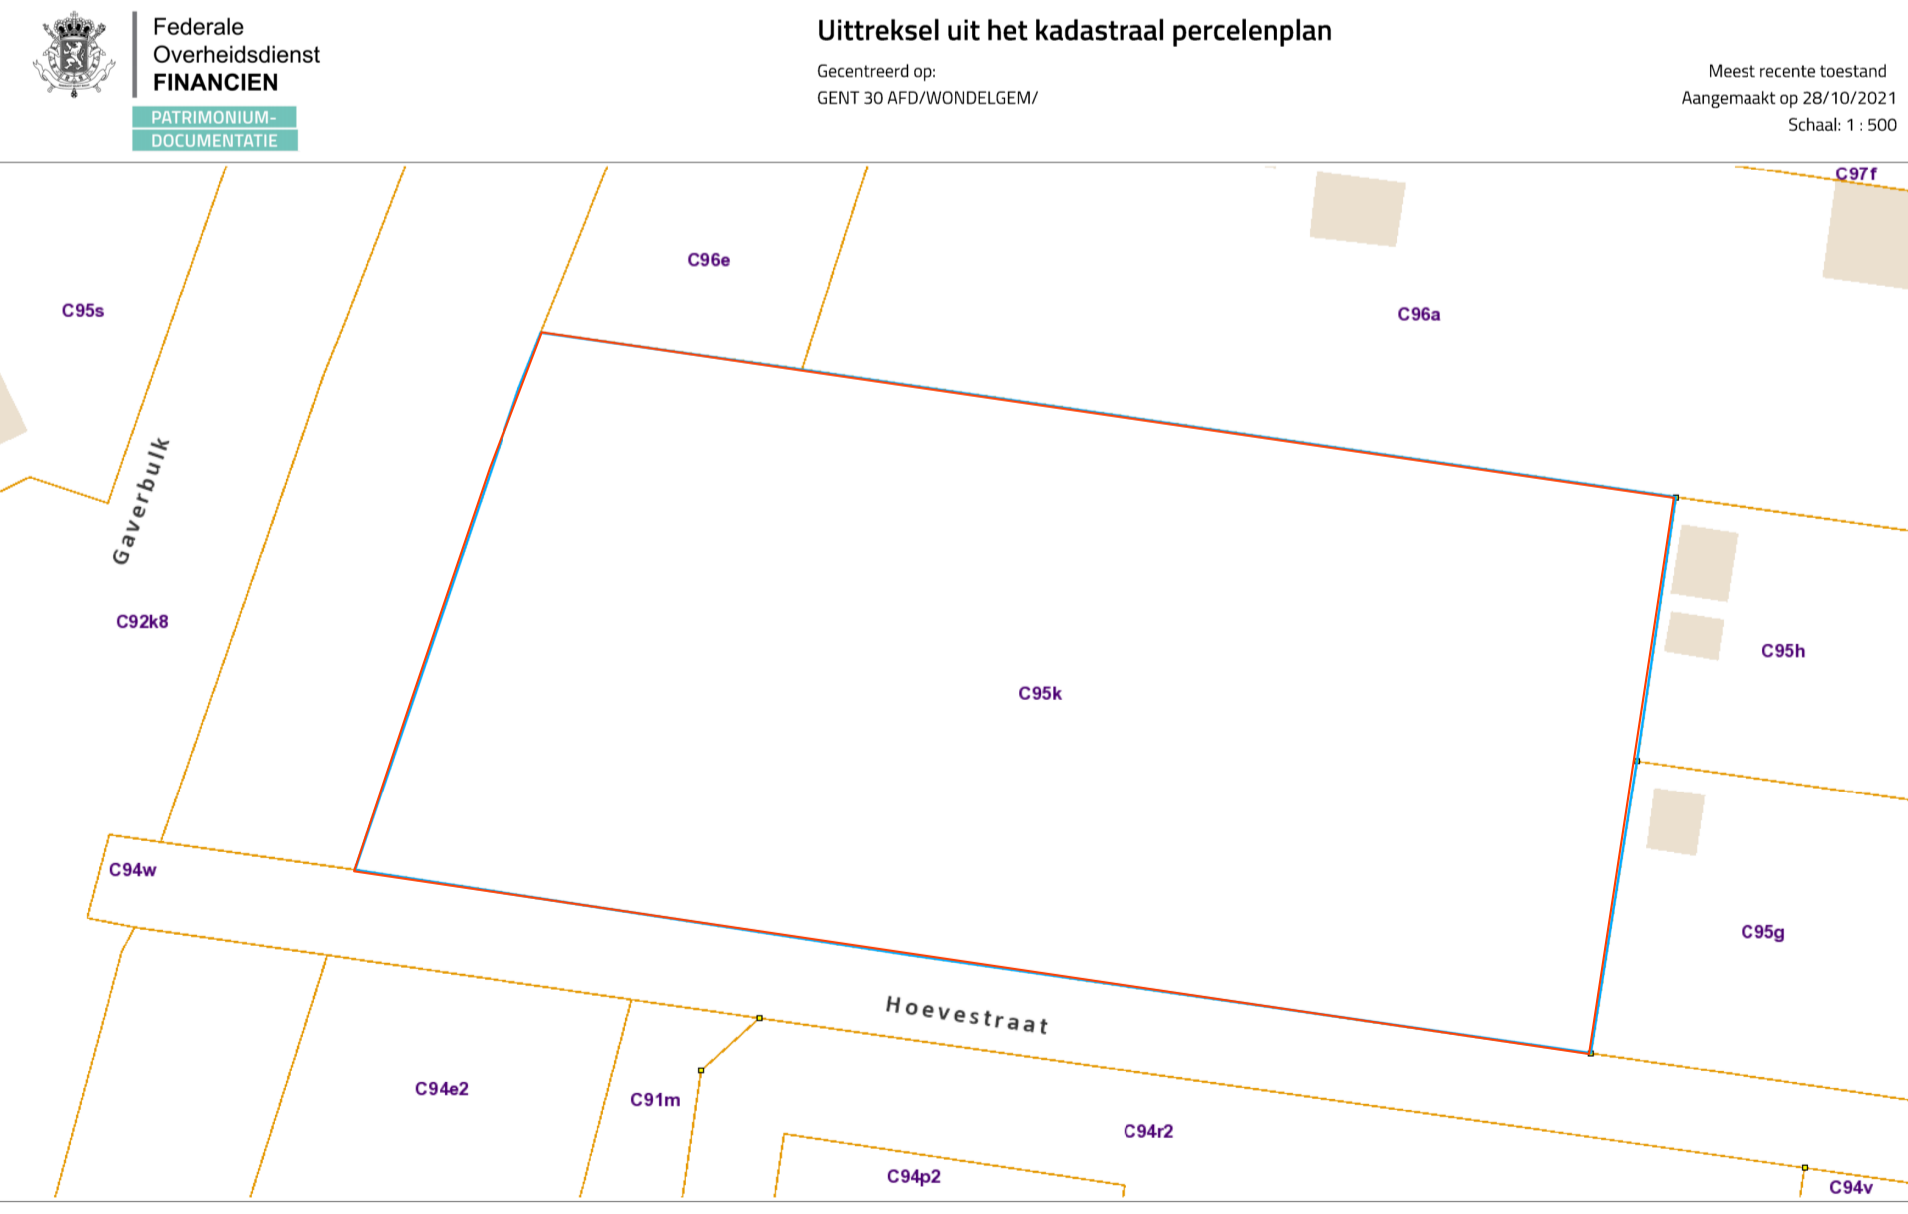 Federale
Overheidsdienst
FINANCIEN
PATRIMONIUM-
DOCUMENTATIE
Uittreksel uit het kadastraal percelenplan
Gecentreerd op:
GENT 30 AFD/WONDELGEM/
Meest recente toestand
Aangemaakt op 28/10/2021
Schaal: 1 : 500
C97f
C96e
C95s
C96a
Gaverbulk
C92k8
C95h
C95k
C94w
C95g
Hoevestraat
C94e2
C91m
C94r2
C94p2
C94v